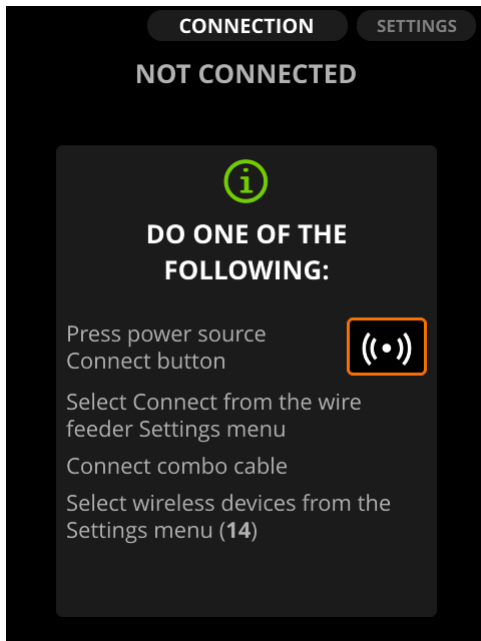 CONNECTION
SETTINGS
NOT CONNECTED
DO ONE OF THE
FOLLOWING:
Press power source
Connect button
Select Connect from the wire
feeder Settings menu
Connect combo cable
Select wireless devices from the
Settings menu (14)